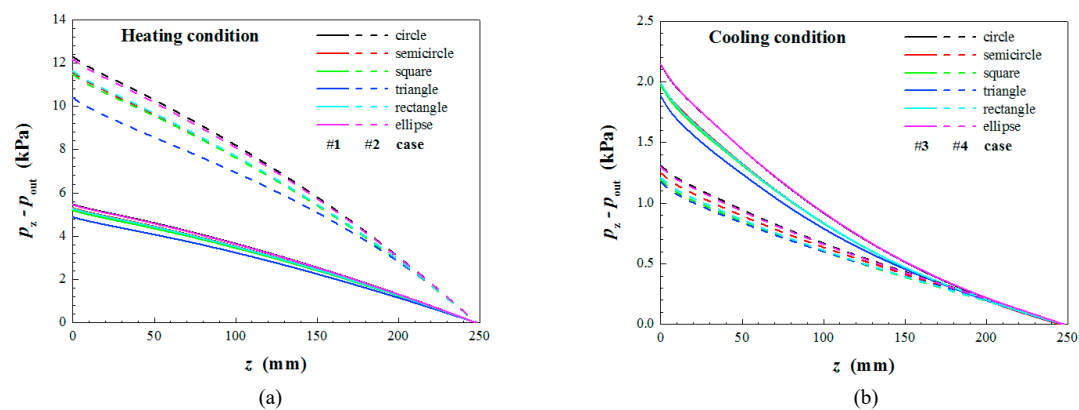 14
12
10
8
6
4
2
0
p_z - p_out (kPa)
Heating condition
circle
semicircle
square
triangle
rectangle
ellipse
#1 #2 case
0 50 100 150 200 250
z (mm)
(a)
2.5
2.0
1.5
1.0
0.5
0.0
p_z - p_out (kPa)
Cooling condition
circle
semicircle
square
triangle
rectangle
ellipse
#3 #4 case
0 50 100 150 200 250
z (mm)
(b)